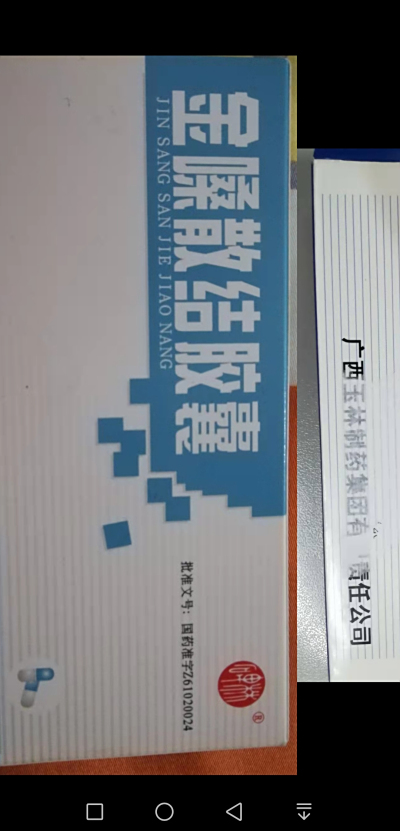 金嗓散结胶囊
JIN SANG SAN JIE JIAO NANG
批准文号：国药准字Z61020024
广西玉林制药集团有 责任公司